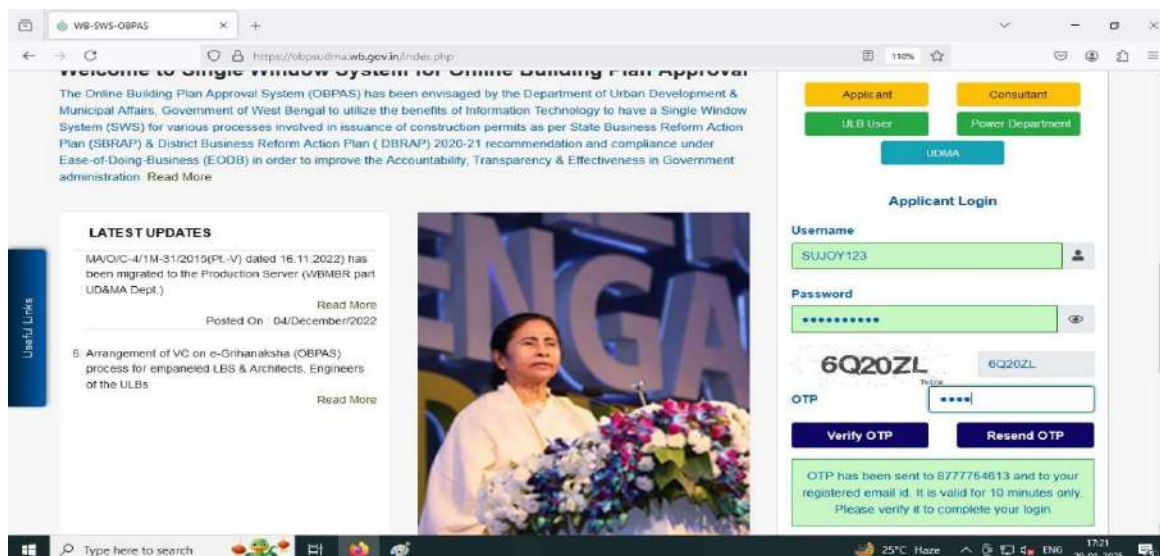 WB-SWS-OBPAS
https://obpsudma.wb.gov.in/index.php
110%
Welcome to Single Window System for Online Building Plan Approval
The Online Building Plan Approval System (OBPAS) has been envisaged by the Department of Urban Development &
Municipal Affairs, Government of West Bengal to utilize the benefits of Information Technology to have a Single Window
System (SWS) for various processes involved in issuance of construction permits as per State Business Reform Action
Plan (SBRAP) & District Business Reform Action Plan ( DBRAP) 2020-21 recommendation and compliance under
Ease-of-Doing-Business (EODB) in order to improve the Accountability, Transparency & Effectiveness in Government
administration. Read More
Useful Links
LATEST UPDATES
MA/O/C-4/1M-31/2015(Pt.-V) dated 16.11.2022) has
been migrated to the Production Server (WBMBR part
UD&MA Dept.)
Read More
Posted On : 04/December/2022
6. Arrangement of VC on e-Grihanaksha (OBPAS)
process for empaneled LBS & Architects, Engineers
of the ULBs
Read More
ENGA
Applicant
Consultant
ULB User
Power Department
UDMA
Applicant Login
Username
SUJOY123
Password
6Q20ZL
6Q20ZL
OTP
Verify OTP
Resend OTP
OTP has been sent to 8777764613 and to your
registered email id. It is valid for 10 minutes only.
Please verify it to complete your login
Type here to search
25°C Haze
ENG
17:21